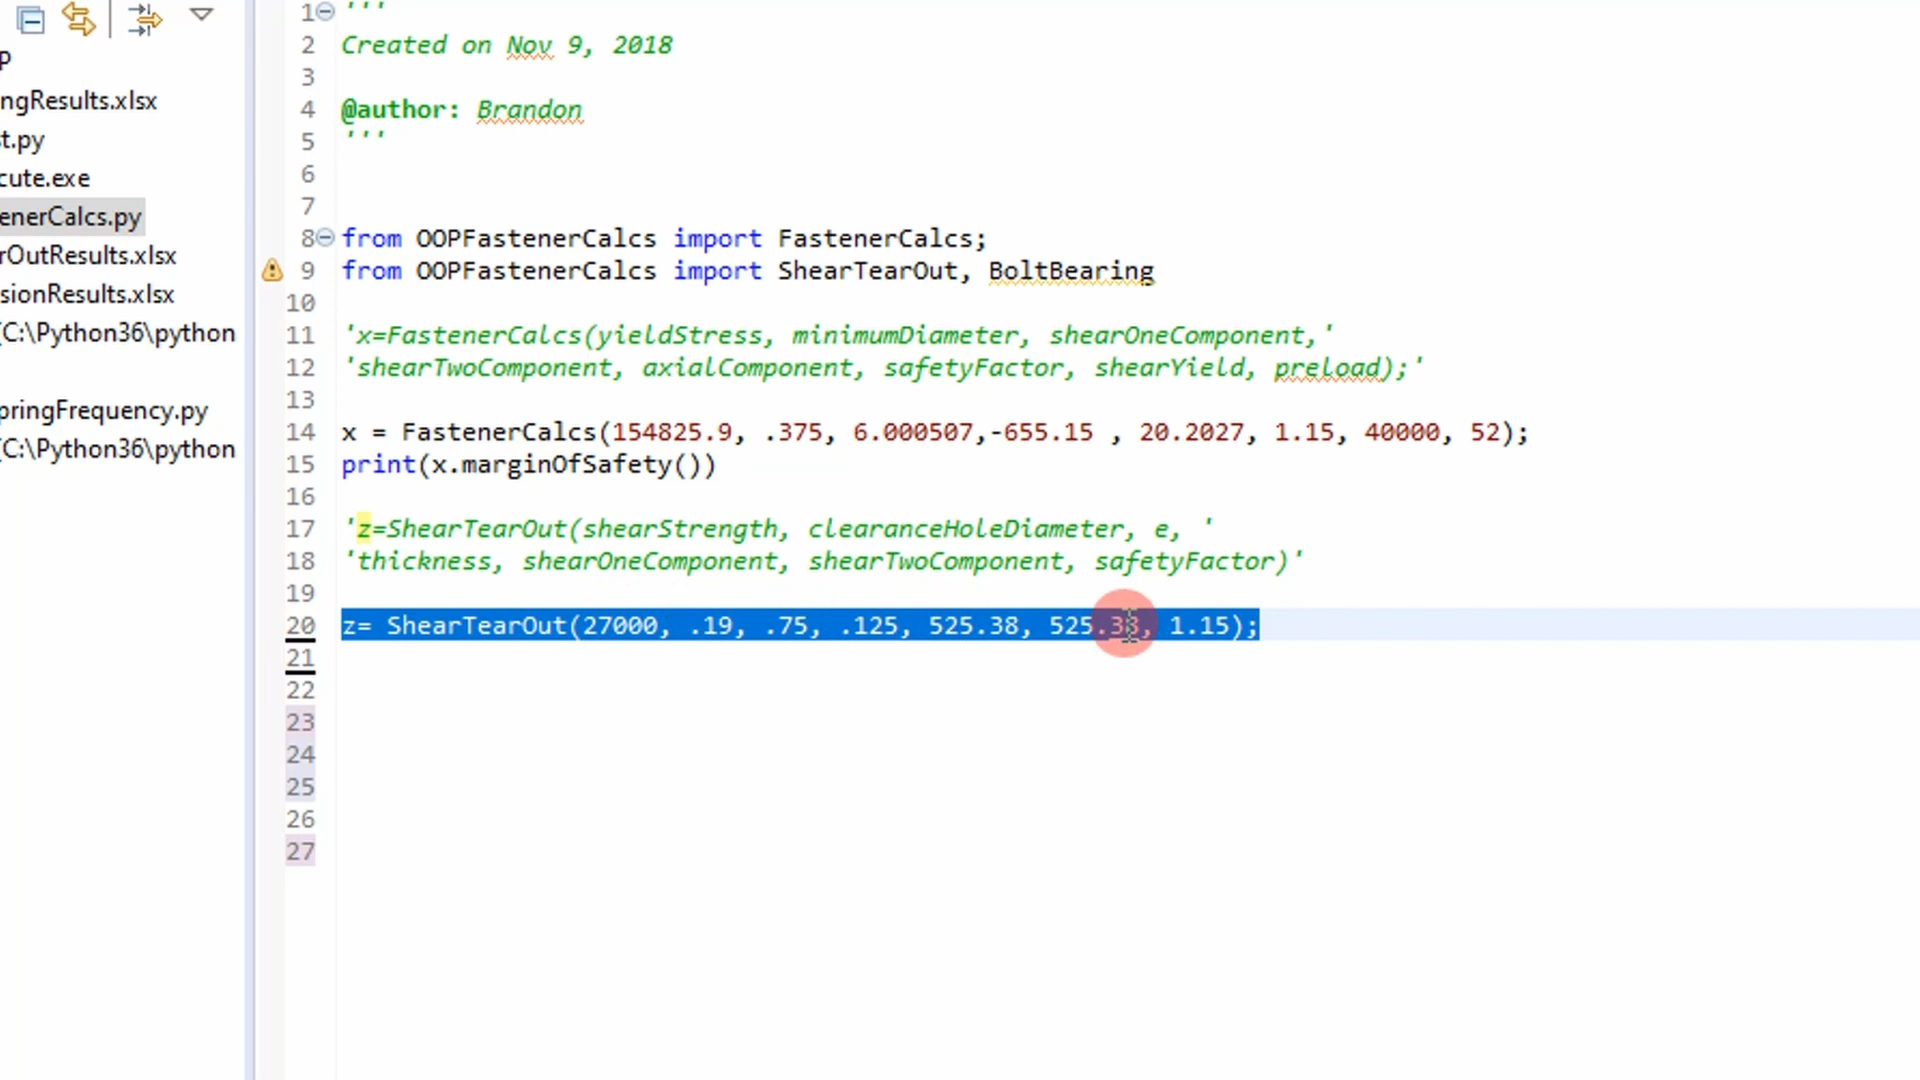 p
ngResults.xlsx
t.py
cute.exe
enerCalcs.py
rOutResults.xlsx
sionResults.xlsx
(C:\Python36\python
pringFrequency.py
(C:\Python36\python
1 '''
2 Created on Nov 9, 2018
3
4 @author: Brandon
5 '''
6
7
8 from OOPFastenerCalcs import FastenerCalcs;
9 from OOPFastenerCalcs import ShearTearOut, BoltBearing
10
11 'x=FastenerCalcs(yieldStress, minimumDiameter, shearOneComponent,'
12 'shearTwoComponent, axialComponent, safetyFactor, shearYield, preload);'
13
14 x = FastenerCalcs(154825.9, .375, 6.000507,-655.15 , 20.2027, 1.15, 40000, 52);
15 print(x.marginOfSafety())
16
17 'z=ShearTearOut(shearStrength, clearanceHoleDiameter, e, '
18 'thickness, shearOneComponent, shearTwoComponent, safetyFactor)'
19
20 z= ShearTearOut(27000, .19, .75, .125, 525.38, 525.38, 1.15);
21
22
23
24
25
26
27